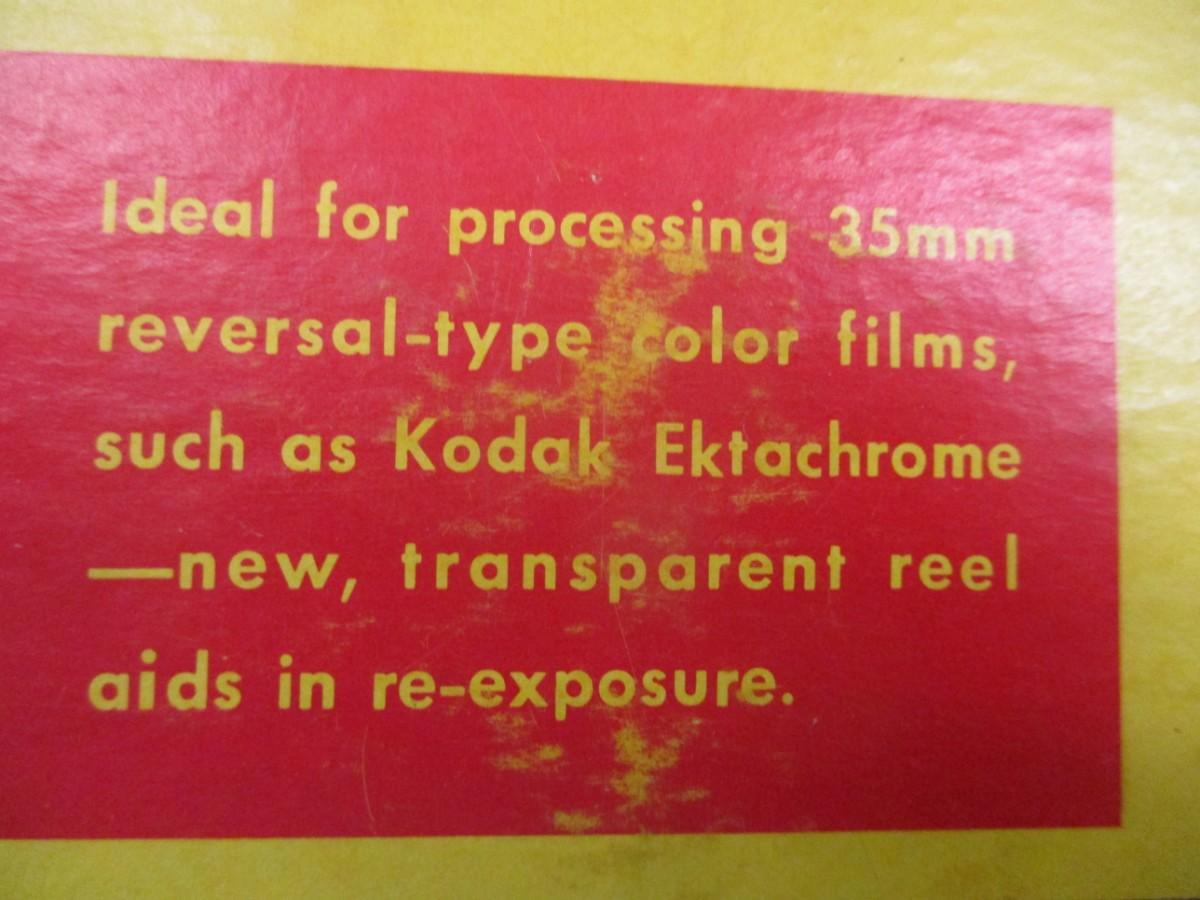 Ideal for processing 35mm
reversal-type color films,
such as Kodak Ektachrome
—new, transparent reel
aids in re-exposure.